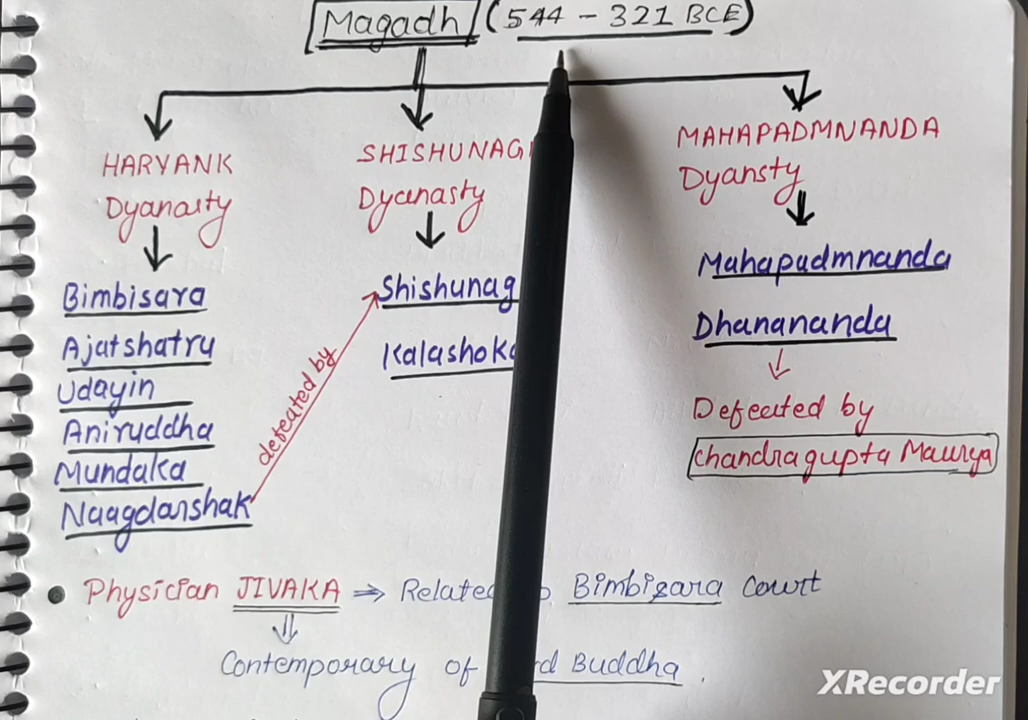 Magadh (544 - 321 BCE)
HARYANK
Dyanasty
Bimbisara
Ajatshatru
Udayin
Aniruddha
Mundaka
Naagdarshak
defeated by
SHISHUNAG
Dyanasty
Shishunag
Kalashoka
MAHAPADMNANDA
Dyansty
Mahapadmnanda
Dhanananda
Defeated by
Chandragupta Maurya
Physician JIVAKA ⇒ Related Bimbisara Court
Contemporary of Buddha.
XRecorder